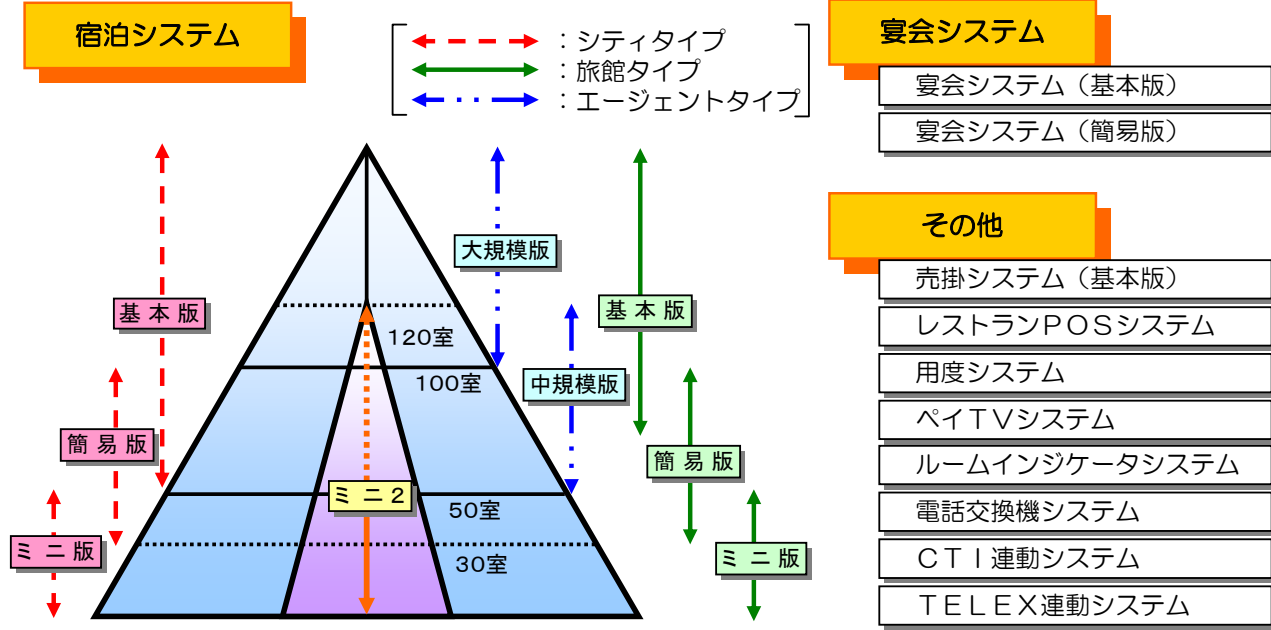 宿泊システム
：シティタイプ
：旅館タイプ
：エージェントタイプ
大規模版
基本版
基本版
120室
100室
中規模版
簡易版
簡易版
ミニ2
50室
ミニ版
ミニ版
30室
宴会システム
宴会システム（基本版）
宴会システム（簡易版）
その他
売掛システム（基本版）
レストランＰＯＳシステム
用度システム
ペイＴＶシステム
ルームインジケータシステム
電話交換機システム
ＣＴＩ連動システム
ＴＥＬＥＸ連動システム